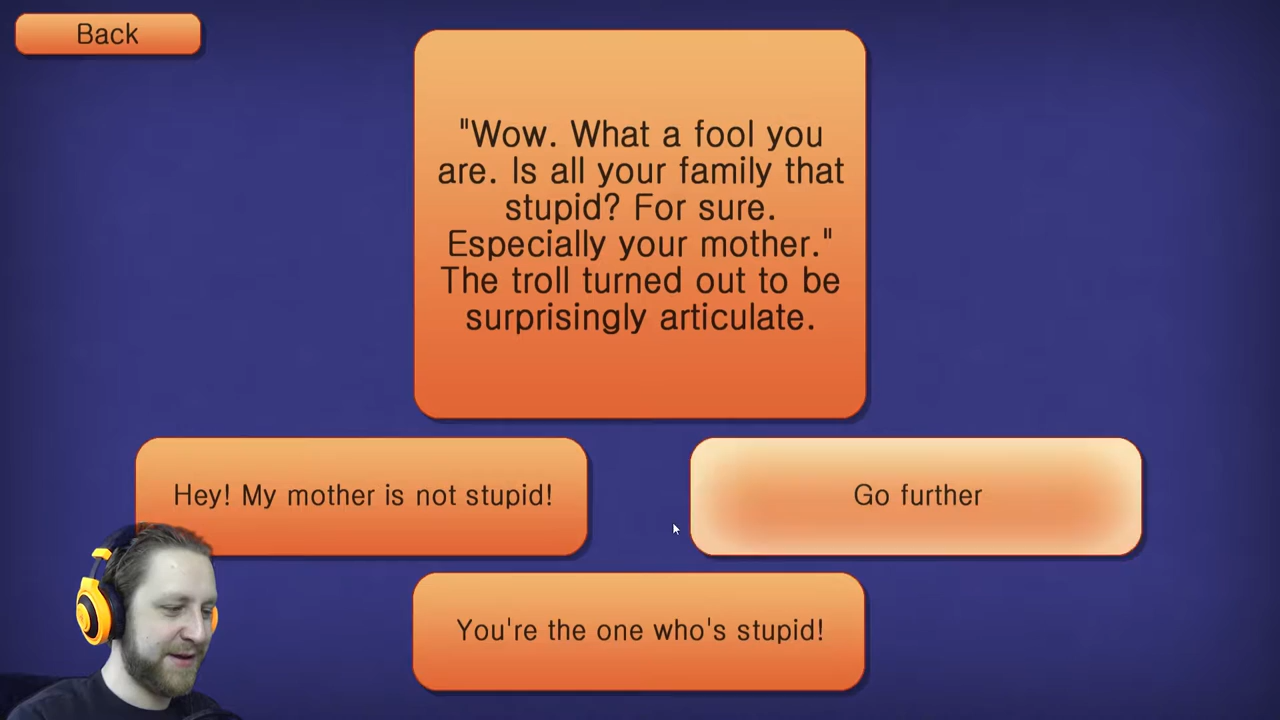 Back
"Wow. What a fool you
are. Is all your family that
stupid? For sure.
Especially your mother."
The troll turned out to be
surprisingly articulate.
Hey! My mother is not stupid!
Go further
You're the one who's stupid!